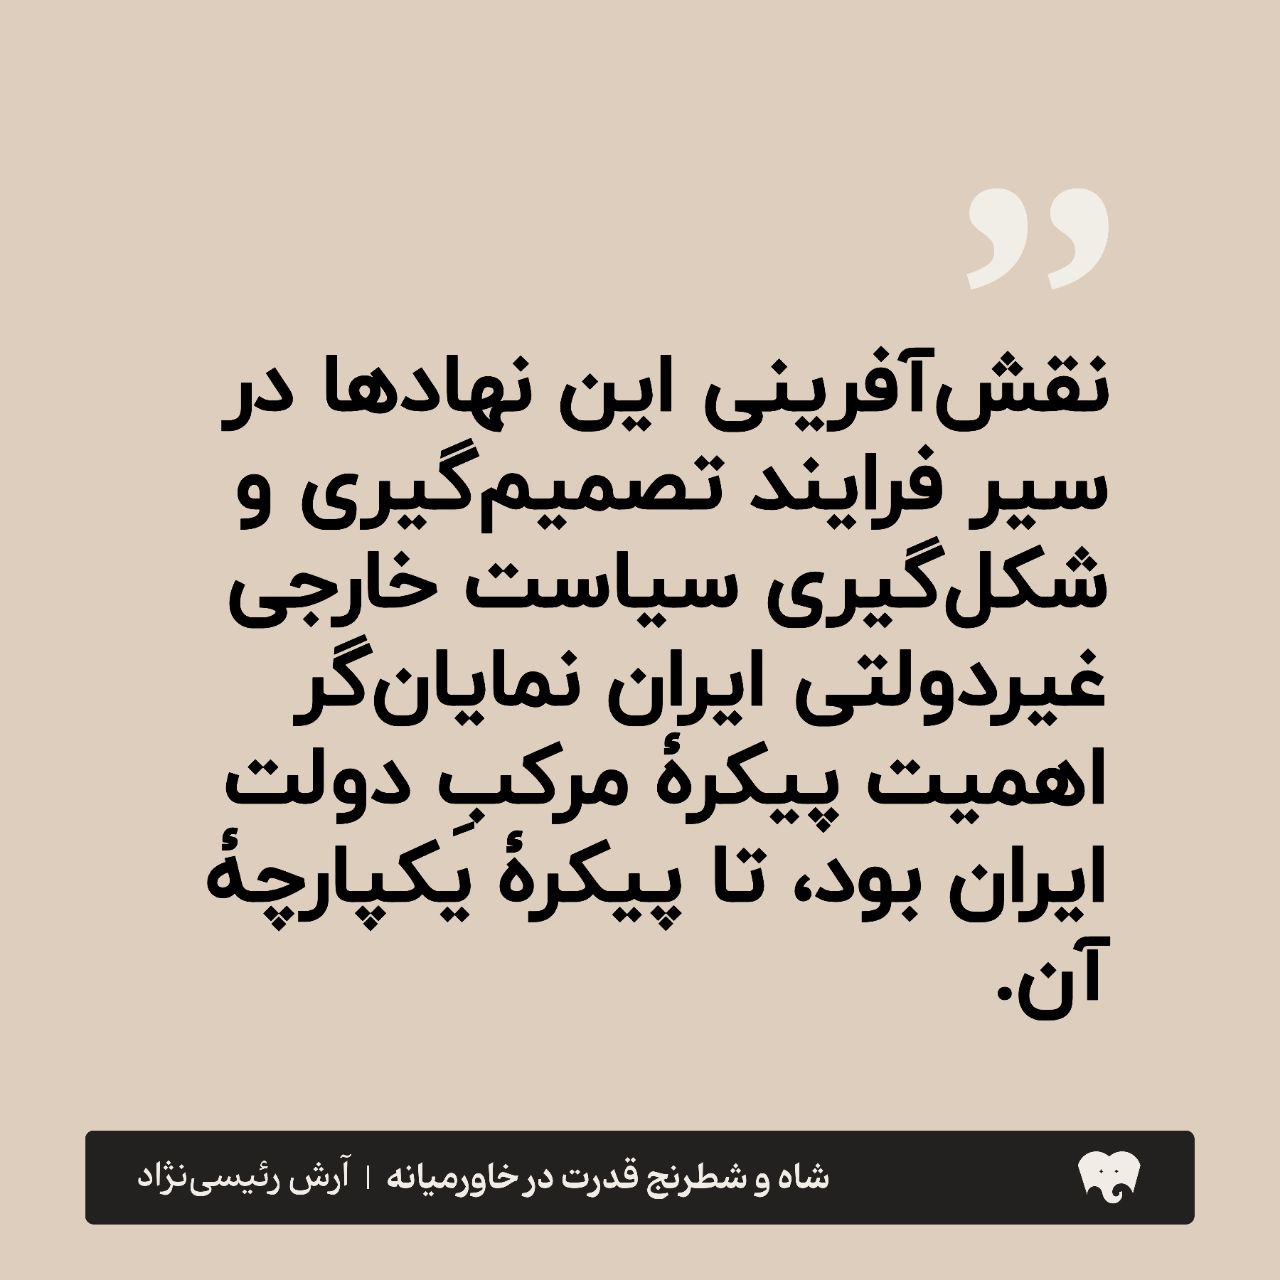 ”
نقش‌آفرینی این نهادها در
سیر فرایند تصمیم‌گیری و
شکل‌گیری سیاست خارجی
غیردولتی ایران نمایان‌گر
اهمیت پیکرهٔ مرکبِ دولت
ایران بود، تا پیکرهٔ یکپارچهٔ
آن.
شاه و شطرنج قدرت در خاورمیانه | آرش رئیسی‌نژاد